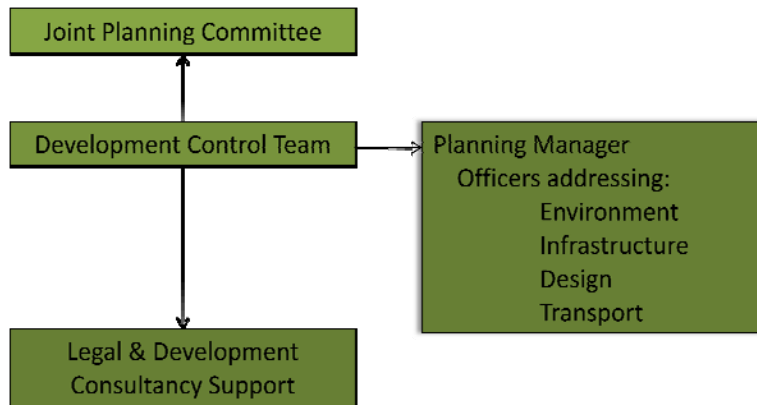 Joint Planning Committee
Development Control Team
Planning Manager
Officers addressing:
Environment
Infrastructure
Design
Transport
Legal & Development
Consultancy Support